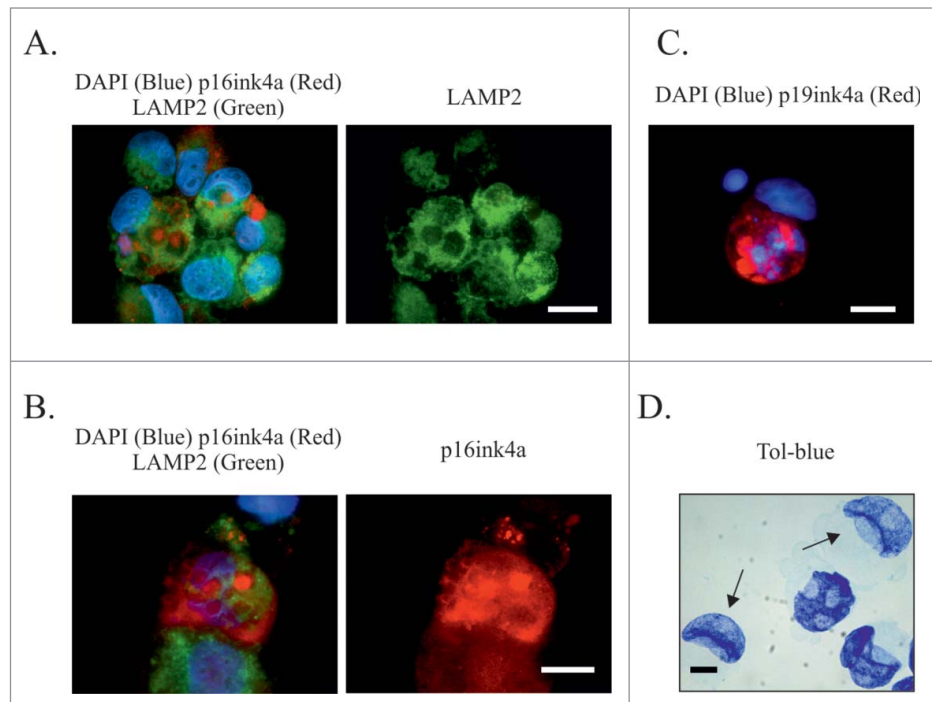 A.
DAPI (Blue) p16ink4a (Red)
LAMP2 (Green)
LAMP2
C.
DAPI (Blue) p19ink4a (Red)
B.
DAPI (Blue) p16ink4a (Red)
LAMP2 (Green)
p16ink4a
D.
Tol-blue